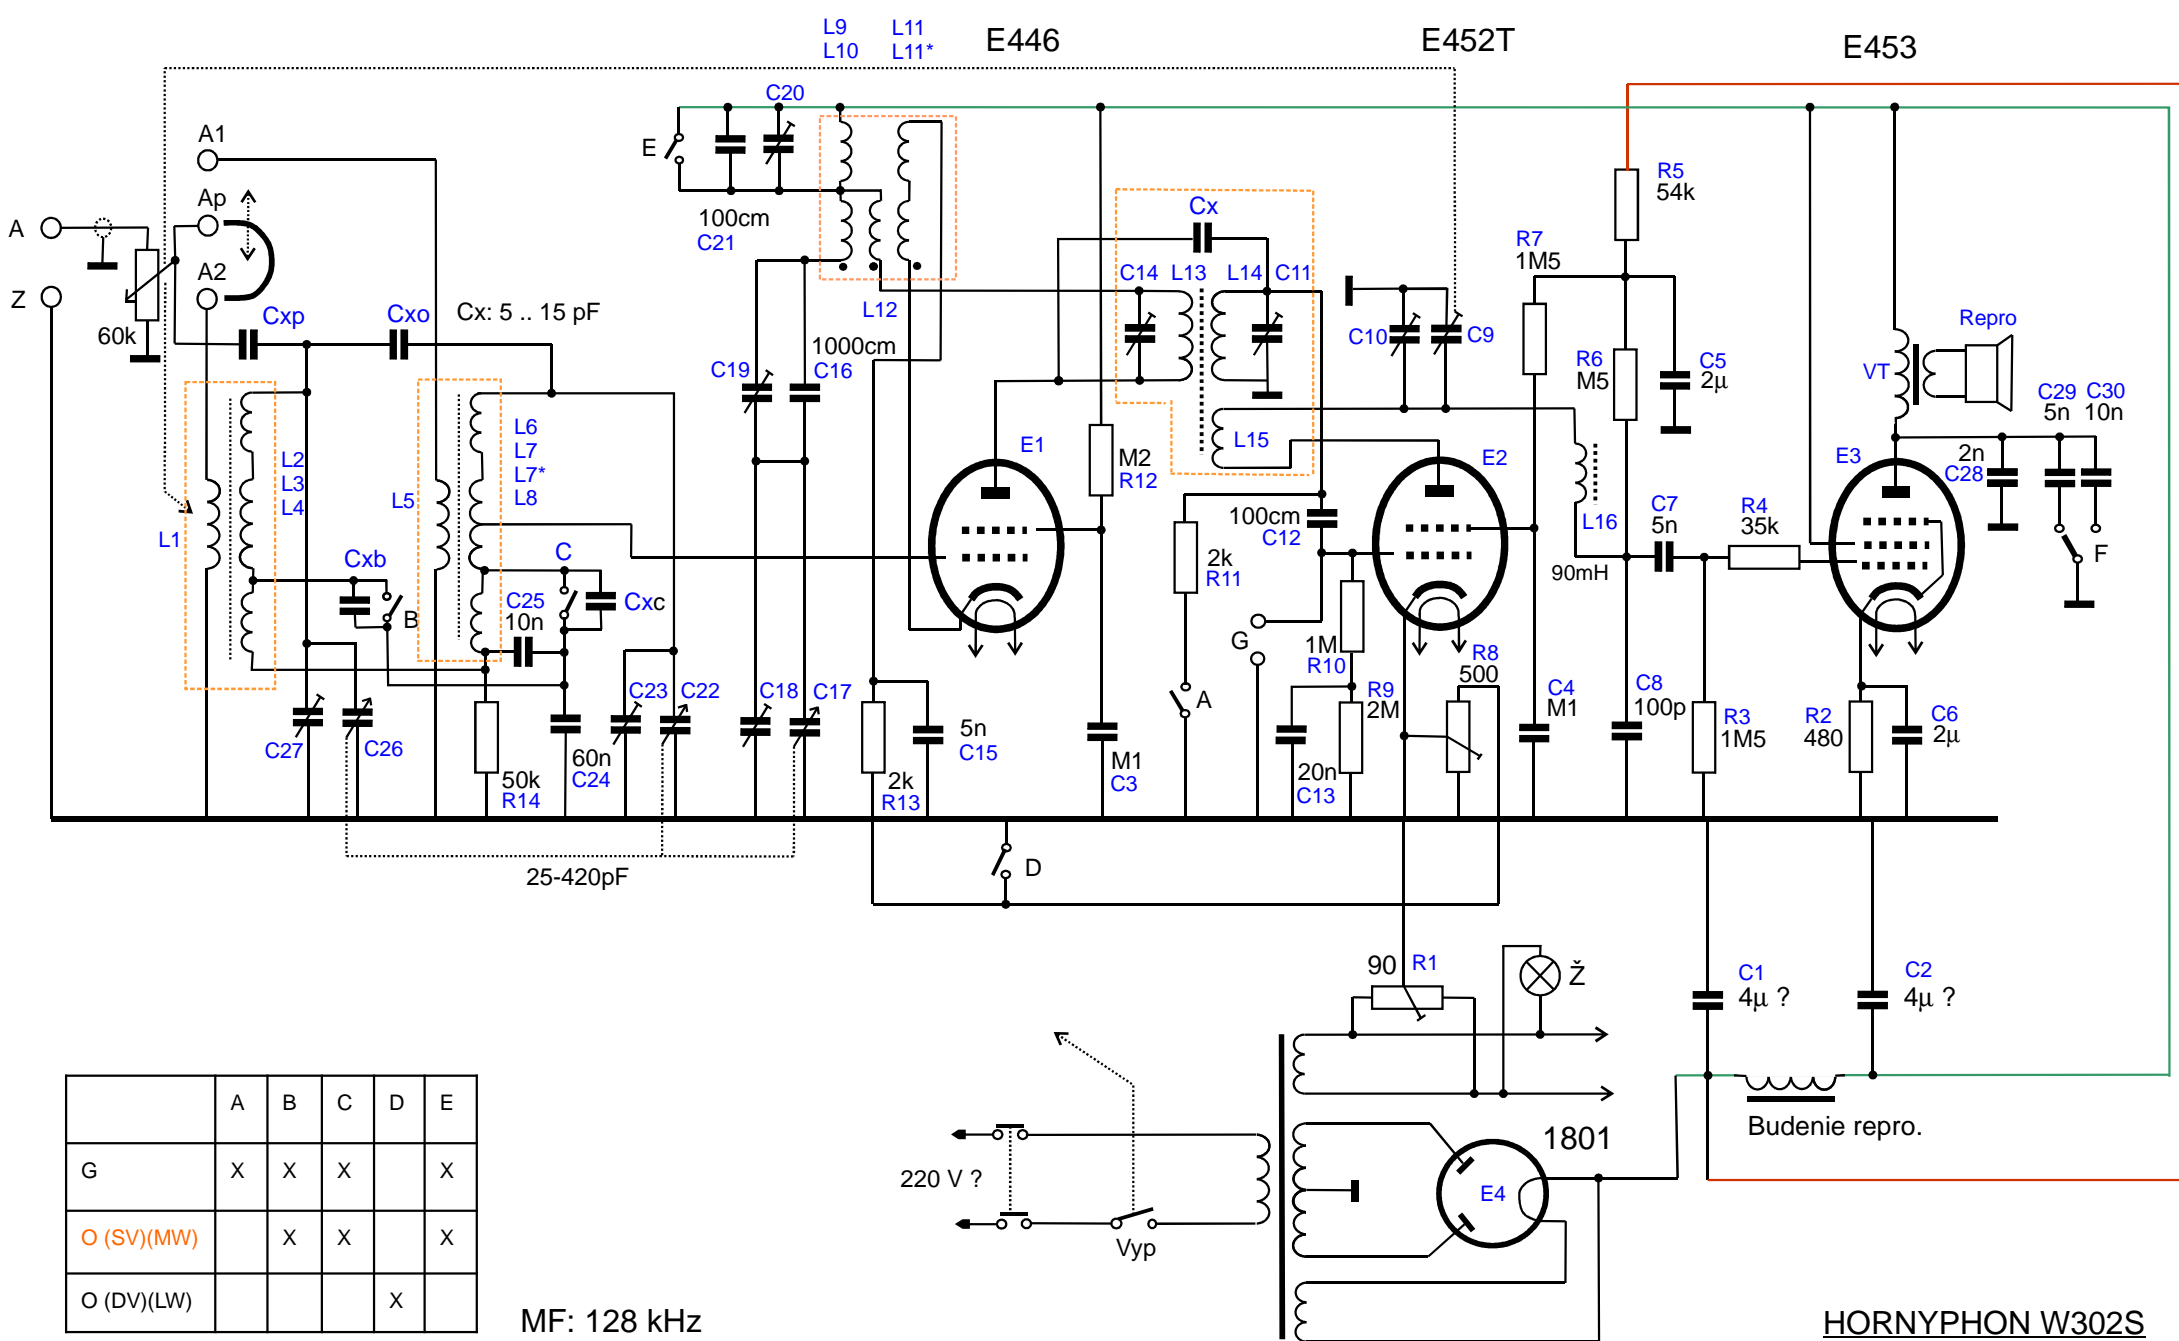 L9 L11
L10 L11*
E446
E452T
E453
C20
A1
E
Ap
A
100cm
C21
Cx
R5
54k
R7
1M5
A2
C14 L13 L14 C11
Z
60k
Cxp
Cxo
Cx: 5 .. 15 pF
L12
Repro
C10
C9
1000cm
C16
C19
R6
M5
C5
2µ
VT
C29 C30
5n 10n
L6
L7
L7*
L8
L2
L3
L4
L5
L15
E1
E2
E3
M2
R12
2n
C28
L1
100cm
C12
L16
C7
5n
R4
35k
Cxb
C
2k
R11
90mH
F
C25
10n
Cxc
B
G
1M
R10
R8
500
C27
C26
C23
C22
C18
C17
A
R9
2M
C4
M1
C8
100p
R3
1M5
R2
480
C6
2µ
5n
C15
50k
R14
60n
C24
2k
R13
M1
C3
20n
C13
25-420pF
D
90 R1
Ž
C1
4µ ?
C2
4µ ?
A B C D E
G X X X X
O (SV)(MW) X X X
O (DV)(LW) X
Budenie repro.
1801
220 V ?
E4
Vyp
MF: 128 kHz
HORNYPHON W302S